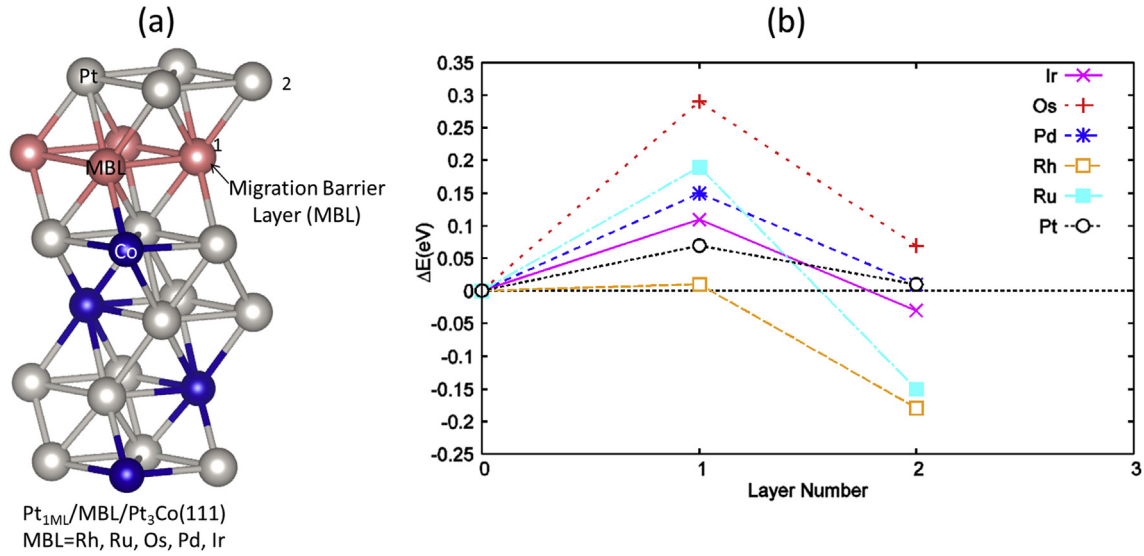 (a)
Pt
2
1
MBL
Migration Barrier
Layer (MBL)
Co
Pt1ML/MBL/Pt3Co(111)
MBL=Rh, Ru, Os, Pd, Ir
(b)
0.35
0.3
0.25
0.2
0.15
0.1
0.05
0
-0.05
-0.1
-0.15
-0.2
-0.25
ΔE(eV)
Ir
Os
Pd
Rh
Ru
Pt
0
1
2
3
Layer Number